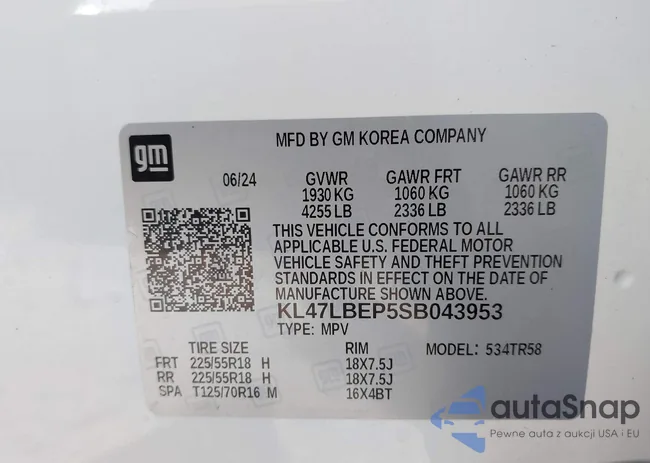 gm
MFD BY GM KOREA COMPANY
06/24 GVWR GAWR FRT GAWR RR
1930 KG 1060 KG 1060 KG
4255 LB 2336 LB 2336 LB
THIS VEHICLE CONFORMS TO ALL
APPLICABLE U.S. FEDERAL MOTOR
VEHICLE SAFETY AND THEFT PREVENTION
STANDARDS IN EFFECT ON THE DATE OF
MANUFACTURE SHOWN ABOVE.
KL47LBEP5SB043953
TYPE: MPV
TIRE SIZE RIM MODEL: 534TR58
FRT 225/55R18 H 18X7.5J
RR 225/55R18 H 18X7.5J
SPA T125/70R16 M 16X4BT
autaSnap
Pewne auta z aukcji USA i EU